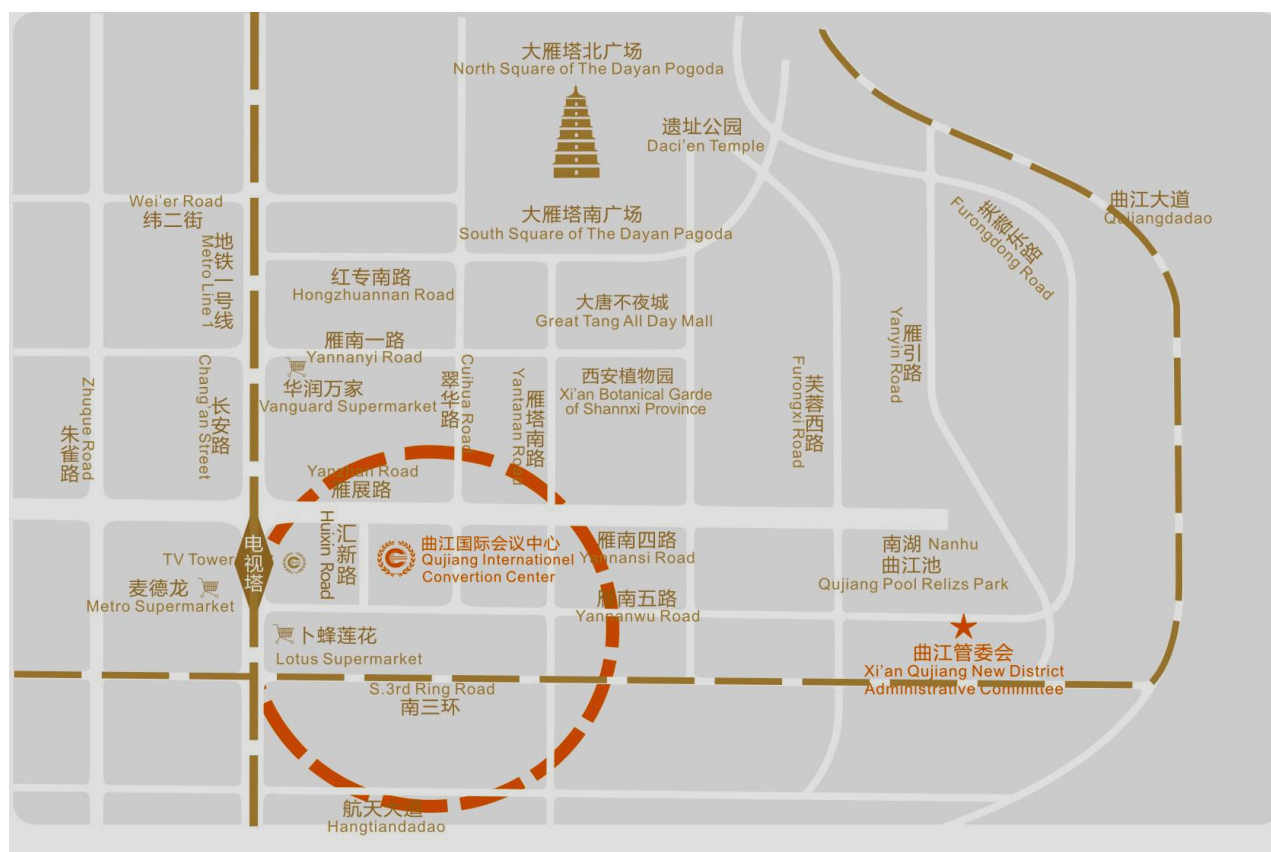 大雁塔北广场
North Square of The Dayan Pogoda
遗址公园
Daci'en Temple
Wei'er Road
纬二街
大雁塔南广场
South Square of The Dayan Pagoda
曲江大道
Qujiangdadao
芙蓉东路
Furongdong Road
地铁一号线
Metro Line 1
红专南路
Hongzhuannan Road
大唐不夜城
Great Tang All Day Mall
雁南一路
Yannanyi Road
雁引路
Yanyin Road
华润万家
Vanguard Supermarket
翠华路
Cuihua Road
西安植物园
Xi'an Botanical Garde
of Shannxi Province
朱雀路
Zhuque Road
长安路
Chang'an Street
雁塔南路
Yantanan Road
芙蓉西路
Furongxi Road
Yanzhan Road
雁展路
电视塔
TV Tower
汇新路
Huixin Road
曲江国际会议中心
Qujiang Internationel
Convertion Center
雁南四路
Yannansi Road
南湖 Nanhu
曲江池
Qujiang Pool Relizs Park
麦德龙
Metro Supermarket
雁南五路
Yannanwu Road
卜蜂莲花
Lotus Supermarket
曲江管委会
Xi'an Qujiang New District
Administrative Committee
S.3rd Ring Road
南三环
航天大道
Hangtiandadao